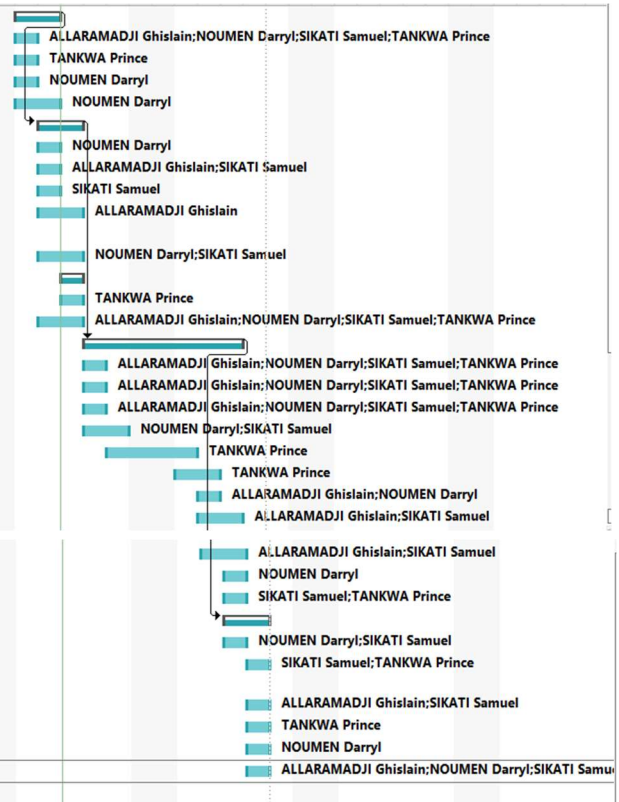 ALLARAMADJI Ghislain;NOUMEN Darryl;SIKATI Samuel;TANKWA Prince
TANKWA Prince
NOUMEN Darryl
NOUMEN Darryl
NOUMEN Darryl
ALLARAMADJI Ghislain;SIKATI Samuel
SIKATI Samuel
ALLARAMADJI Ghislain
NOUMEN Darryl;SIKATI Samuel
TANKWA Prince
ALLARAMADJI Ghislain;NOUMEN Darryl;SIKATI Samuel;TANKWA Prince
ALLARAMADJI Ghislain;NOUMEN Darryl;SIKATI Samuel;TANKWA Prince
ALLARAMADJI Ghislain;NOUMEN Darryl;SIKATI Samuel;TANKWA Prince
ALLARAMADJI Ghislain;NOUMEN Darryl;SIKATI Samuel;TANKWA Prince
NOUMEN Darryl;SIKATI Samuel
TANKWA Prince
TANKWA Prince
ALLARAMADJI Ghislain;NOUMEN Darryl
ALLARAMADJI Ghislain;SIKATI Samuel
ALLARAMADJI Ghislain;SIKATI Samuel
NOUMEN Darryl
SIKATI Samuel;TANKWA Prince
NOUMEN Darryl;SIKATI Samuel
SIKATI Samuel;TANKWA Prince
ALLARAMADJI Ghislain;SIKATI Samuel
TANKWA Prince
NOUMEN Darryl
ALLARAMADJI Ghislain;NOUMEN Darryl;SIKATI Samu